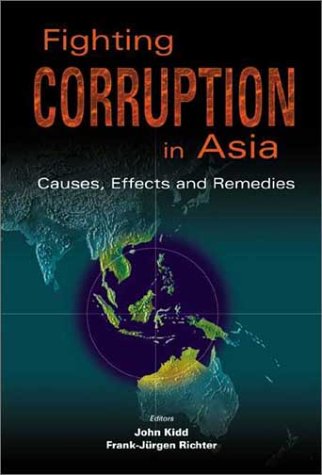 Fighting
CORRUPTION
in Asia
Causes, Effects and Remedies
Editors
John Kidd
Frank-Jürgen Richter